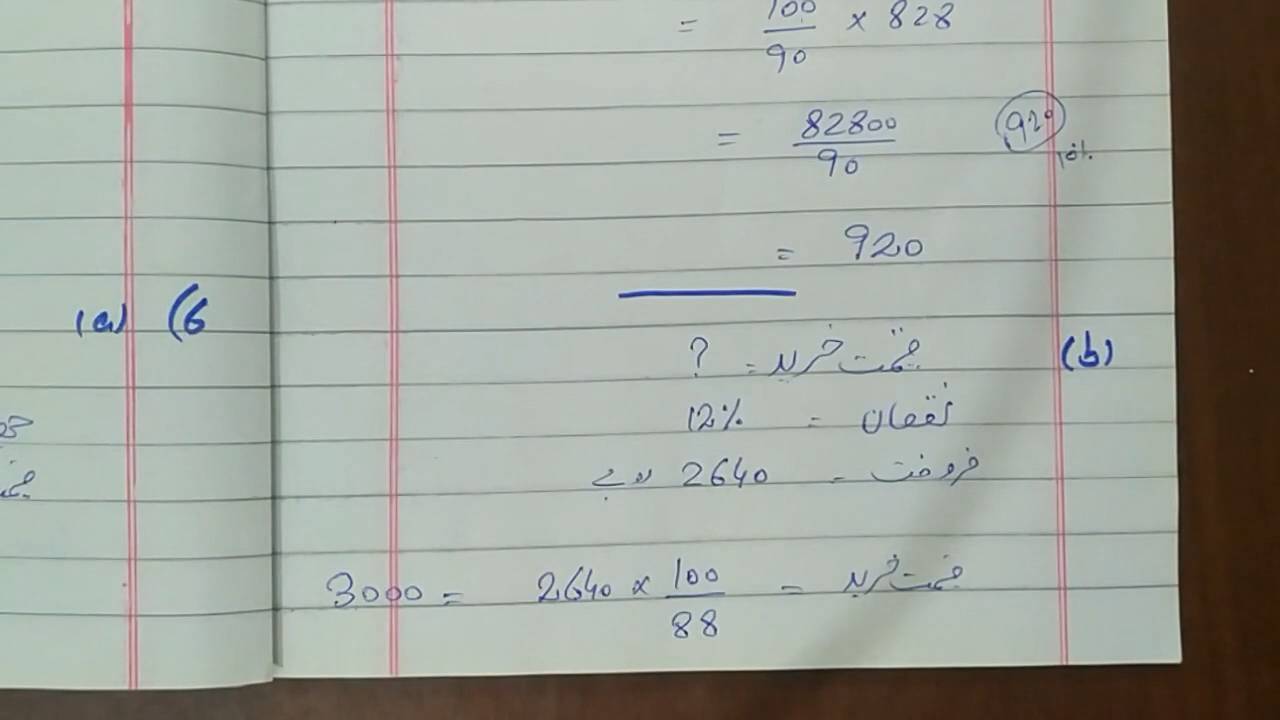 = 100/90 × 828
= 82800/90
920
10%
= 920
(a) (6
(b) قیمت خرید = ?
نقصان = 12%
فروخت = 2640 روپے
قیمت خرید = 2640 × 100/88 = 3000